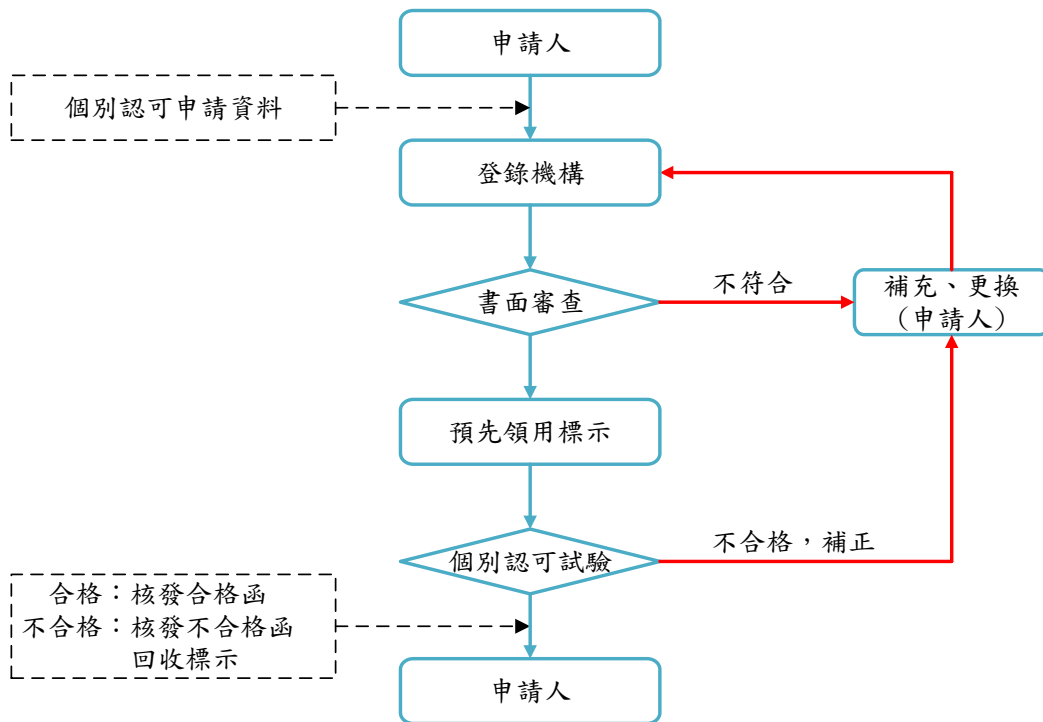 申請人
個別認可申請資料
登錄機構
書面審查
不符合
補充、更換
（申請人）
預先領用標示
個別認可試驗
不合格，補正
合格：核發合格函
不合格：核發不合格函
回收標示
申請人